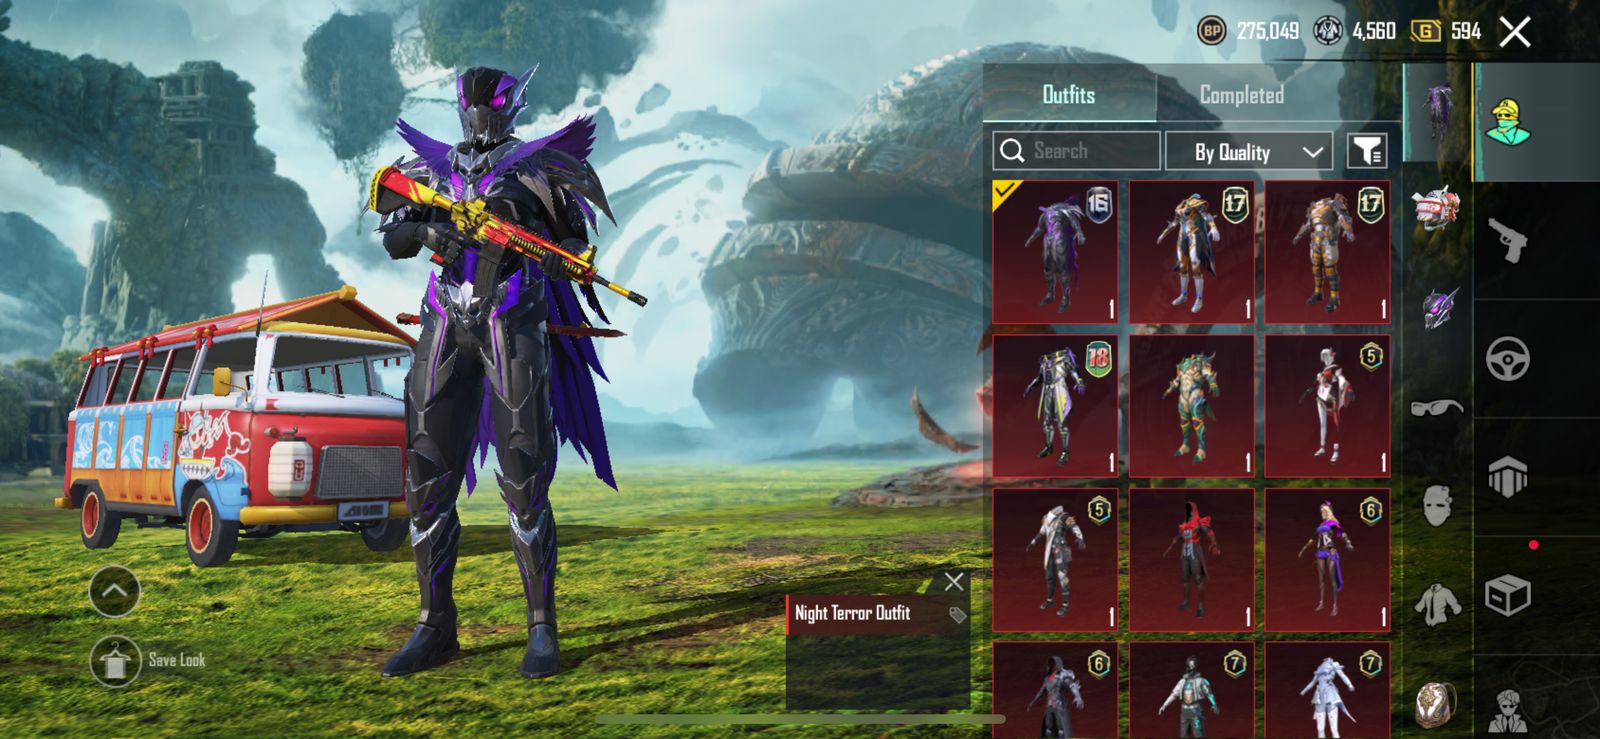 BP 275,049 4,560 G 594
Outfits Completed
Search By Quality
16 17 17
1 1 1
18 5
1 1 1
5 6
1 1 1
6 7 7
Night Terror Outfit
Save Look